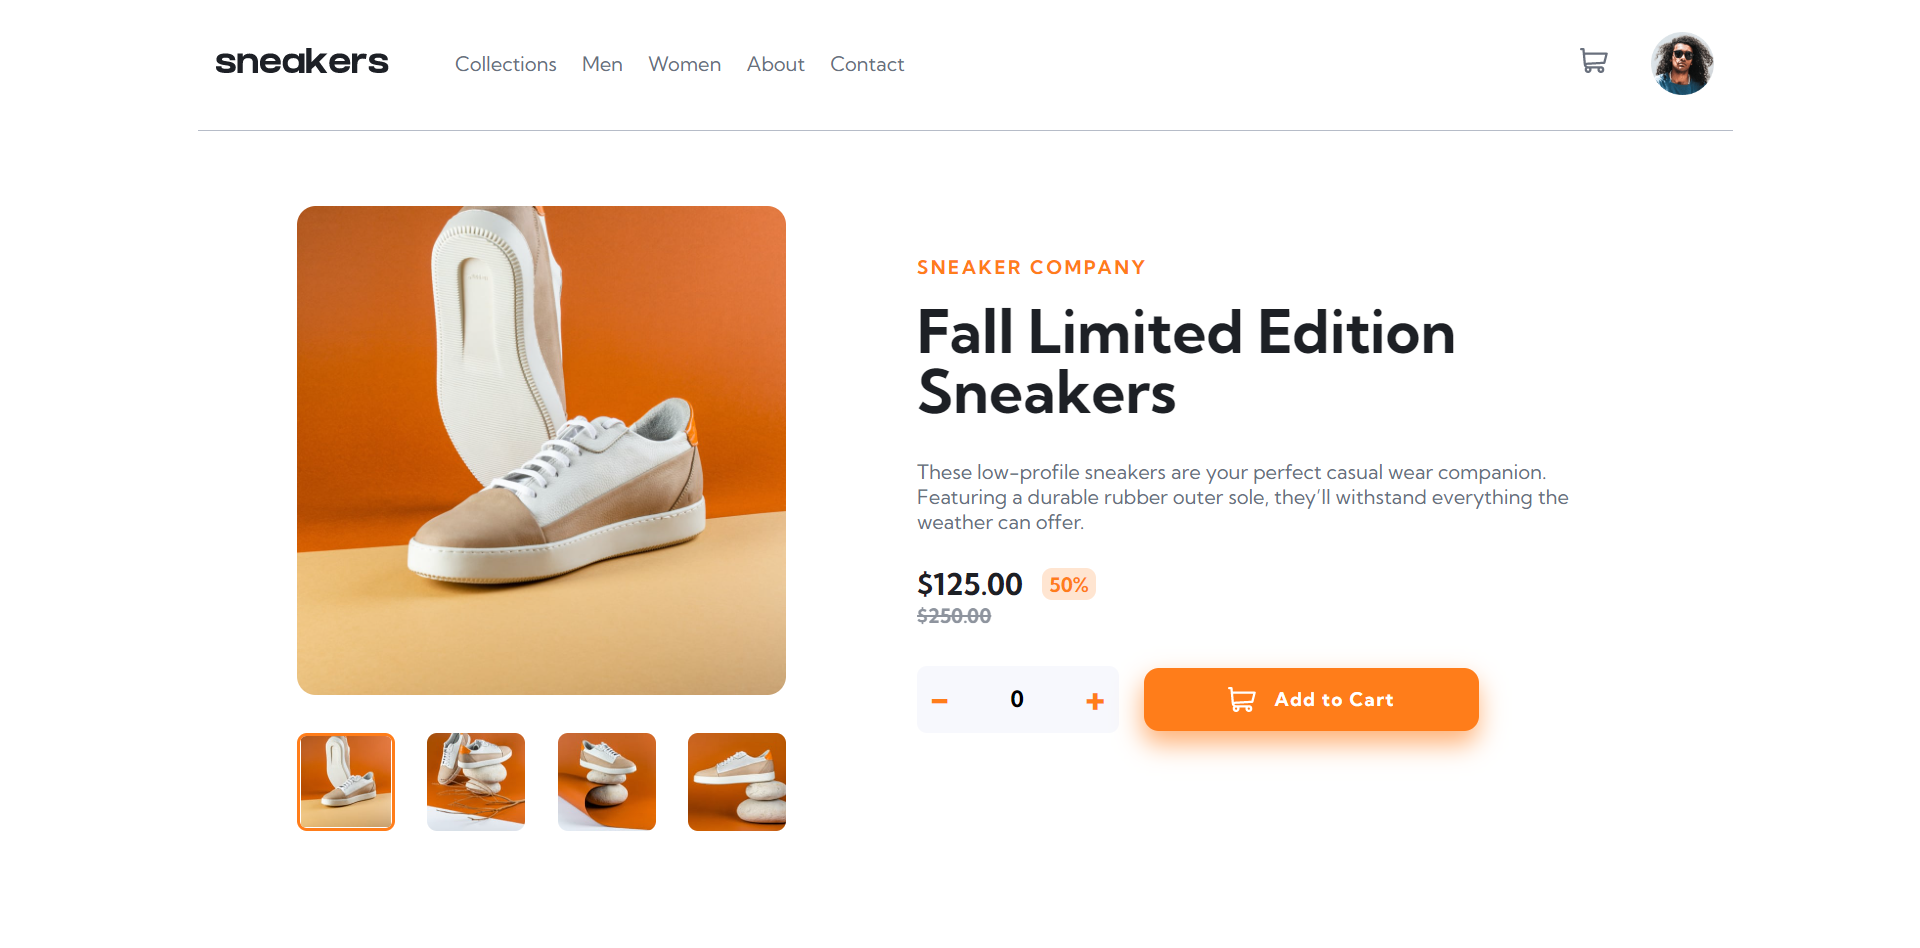 sneakers
Collections Men Women About Contact
SNEAKER COMPANY
Fall Limited Edition
Sneakers
These low-profile sneakers are your perfect casual wear companion.
Featuring a durable rubber outer sole, they’ll withstand everything the
weather can offer.
$125.00 50%
$250.00
0
Add to Cart